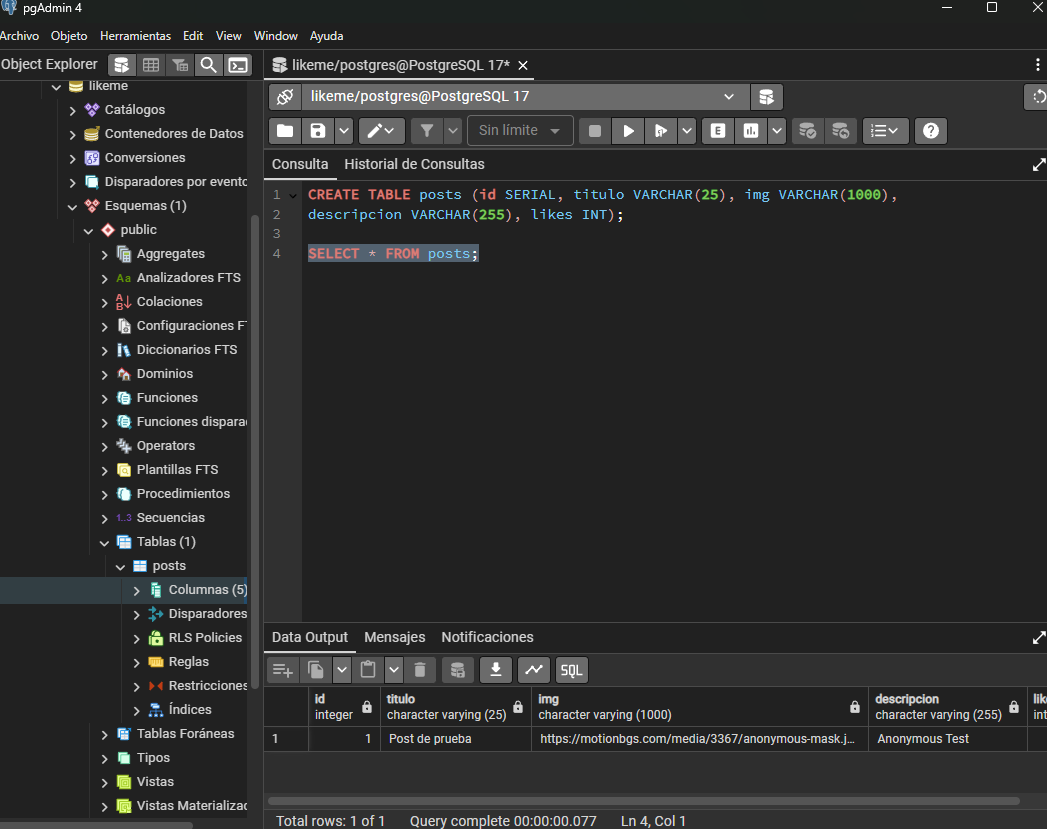 pgAdmin 4
Archivo Objeto Herramientas Edit View Window Ayuda
Object Explorer
likeme/postgres@PostgreSQL 17*
likeme
Catálogos
Contenedores de Datos
Conversiones
Disparadores por evento
Esquemas (1)
public
Aggregates
Aa Analizadores FTS
Colaciones
Configuraciones F
Diccionarios FTS
Dominios
Funciones
Funciones dispara
Operators
Plantillas FTS
Procedimientos
1..3 Secuencias
Tablas (1)
posts
Columnas (5)
Disparadores
RLS Policies
Reglas
Restricciones
Índices
Tablas Foráneas
Tipos
Vistas
Vistas Materializad
likeme/postgres@PostgreSQL 17
Sin límite
E
Consulta Historial de Consultas
1 CREATE TABLE posts (id SERIAL, titulo VARCHAR(25), img VARCHAR(1000),
2 descripcion VARCHAR(255), likes INT);
3
4 SELECT * FROM posts;
Data Output Mensajes Notificaciones
SQL
id titulo img descripcion lik
integer character varying (25) character varying (1000) character varying (255) int
1 1 Post de prueba https://motionbgs.com/media/3367/anonymous-mask.j... Anonymous Test
Total rows: 1 of 1 Query complete 00:00:00.077 Ln 4, Col 1